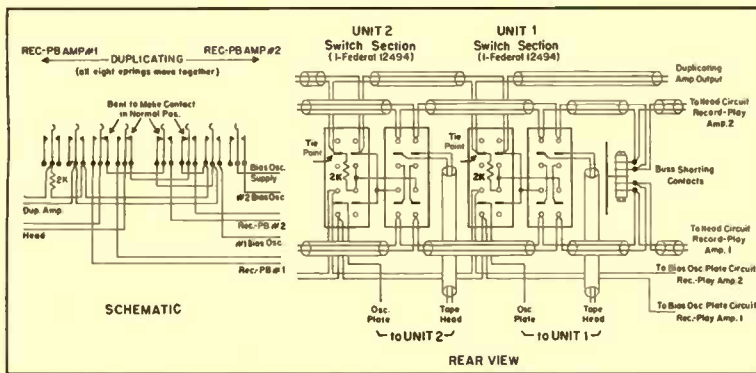 REC-PB AMP #1
REC-PB AMP #2
DUPLICATING
(all eight springs move together)
Bent to Make Contact
in Normal Pos.
2K
Bias Osc.
Supply
Dup. Amp.
#2 Bias Osc
Head
Rec.-PB #2
#1 Bias Osc.
Rec.-PB #1
SCHEMATIC
UNIT 2
Switch Section
(1-Federal 12494)
UNIT 1
Switch Section
(1-Federal 12494)
Duplicating
Amp Output
To Head Circuit
Record-Play
Amp. 2
Tie
Point
2K
Tie
Point
2K
Buss Shorting
Contacts
To Head Circuit
Record-Play
Amp. 1
To Bias Osc Plate Circuit
Rec.-Play Amp. 2
To Bias Osc Plate Circuit
Rec.-Play Amp. 1
Osc.
Plate
Tape
Head
Osc
Plate
Tape
Head
to UNIT 2
to UNIT 1
REAR VIEW